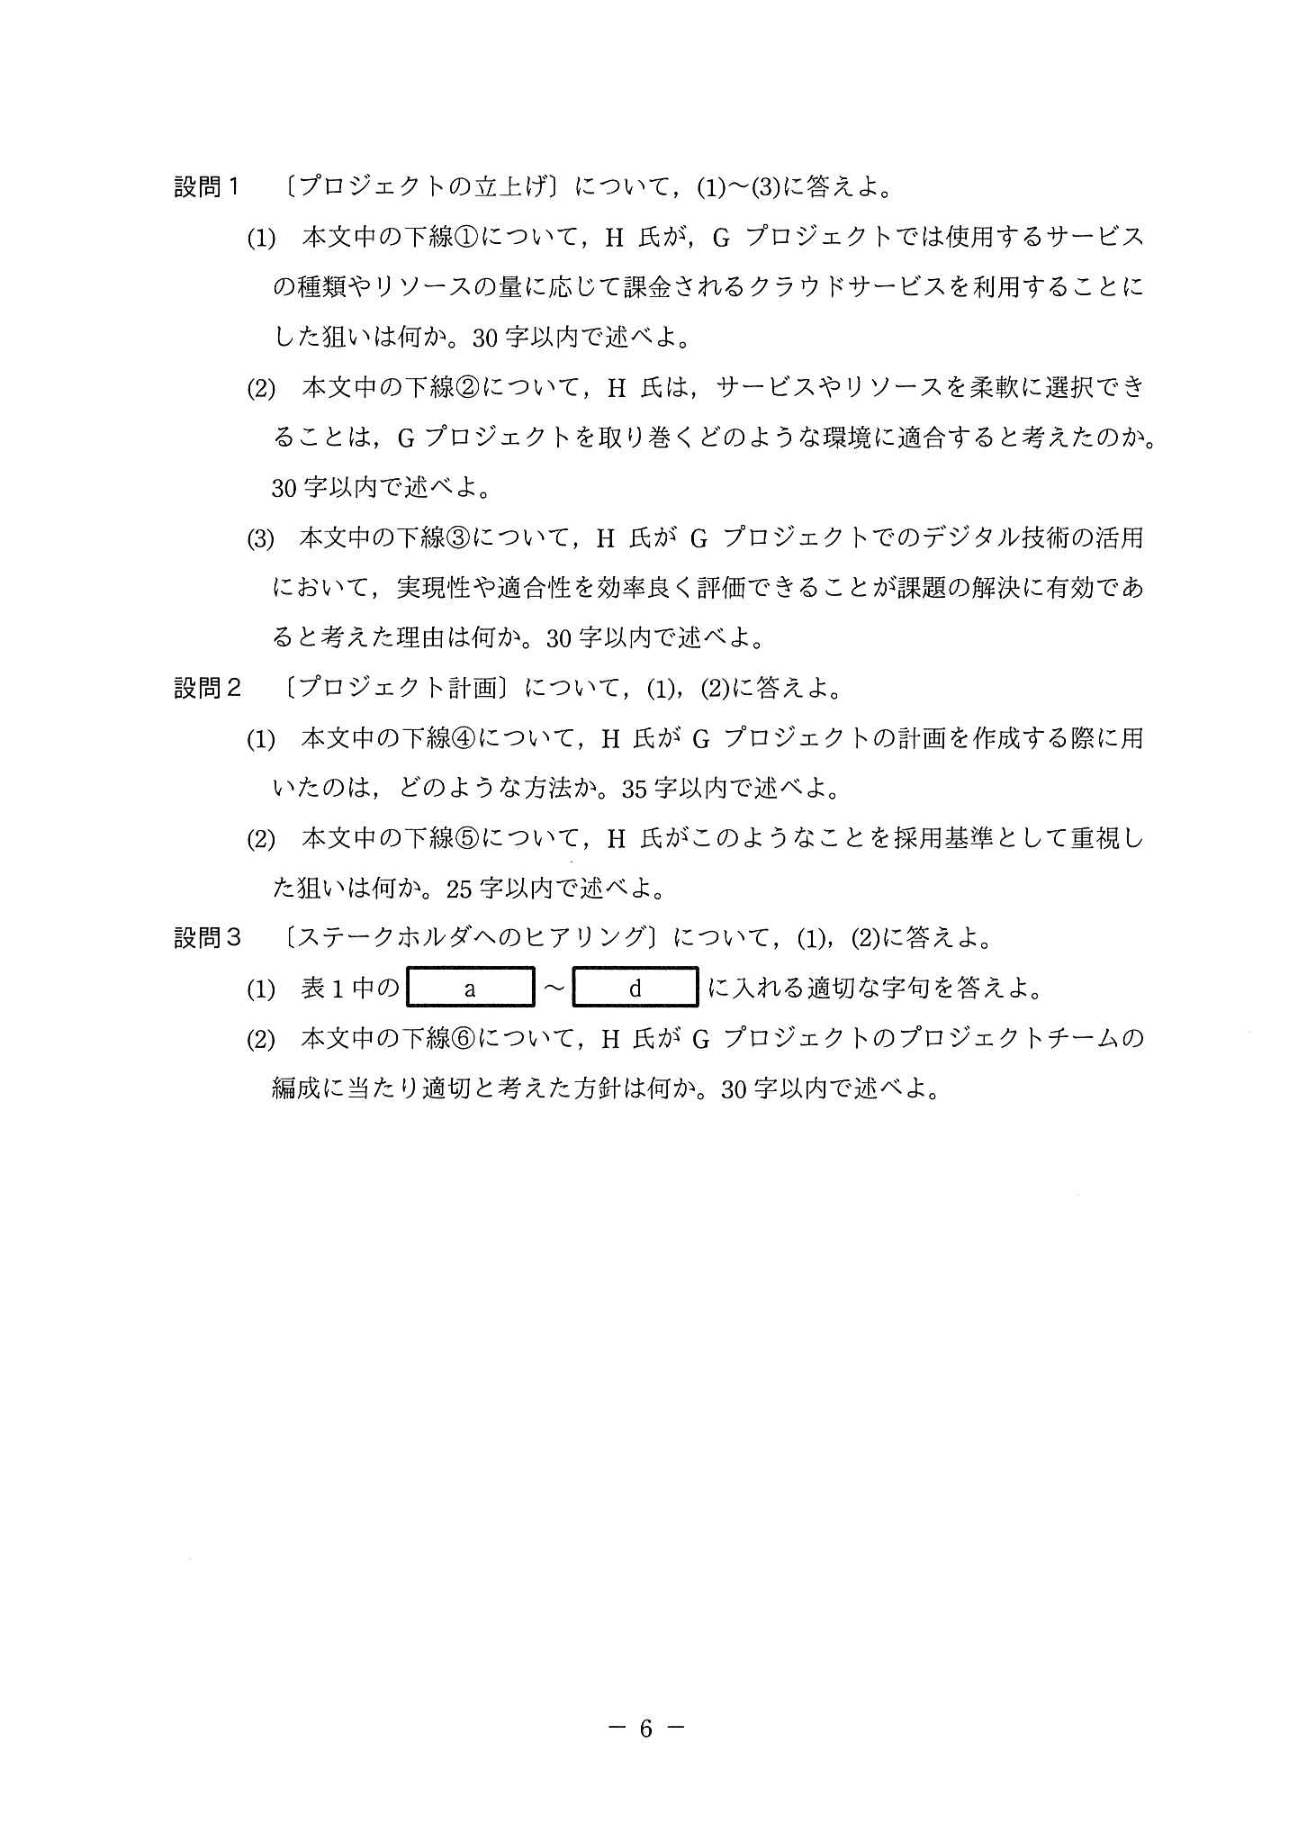 設問1　〔プロジェクトの立上げ〕について，(1)～(3)に答えよ。
(1)　本文中の下線①について，H 氏が，G プロジェクトでは使用するサービス
の種類やリソースの量に応じて課金されるクラウドサービスを利用することに
した狙いは何か。30 字以内で述べよ。
(2)　本文中の下線②について，H 氏は，サービスやリソースを柔軟に選択でき
ることは，G プロジェクトを取り巻くどのような環境に適合すると考えたのか。
30 字以内で述べよ。
(3)　本文中の下線③について，H 氏が G プロジェクトでのデジタル技術の活用
において，実現性や適合性を効率良く評価できることが課題の解決に有効であ
ると考えた理由は何か。30 字以内で述べよ。
設問2　〔プロジェクト計画〕について，(1)，(2)に答えよ。
(1)　本文中の下線④について，H 氏が G プロジェクトの計画を作成する際に用
いたのは，どのような方法か。35 字以内で述べよ。
(2)　本文中の下線⑤について，H 氏がこのようなことを採用基準として重視し
た狙いは何か。25 字以内で述べよ。
設問3　〔ステークホルダへのヒアリング〕について，(1)，(2)に答えよ。
(1)　表1中の a ～ d に入れる適切な字句を答えよ。
(2)　本文中の下線⑥について，H 氏が G プロジェクトのプロジェクトチームの
編成に当たり適切と考えた方針は何か。30 字以内で述べよ。
－ 6 －